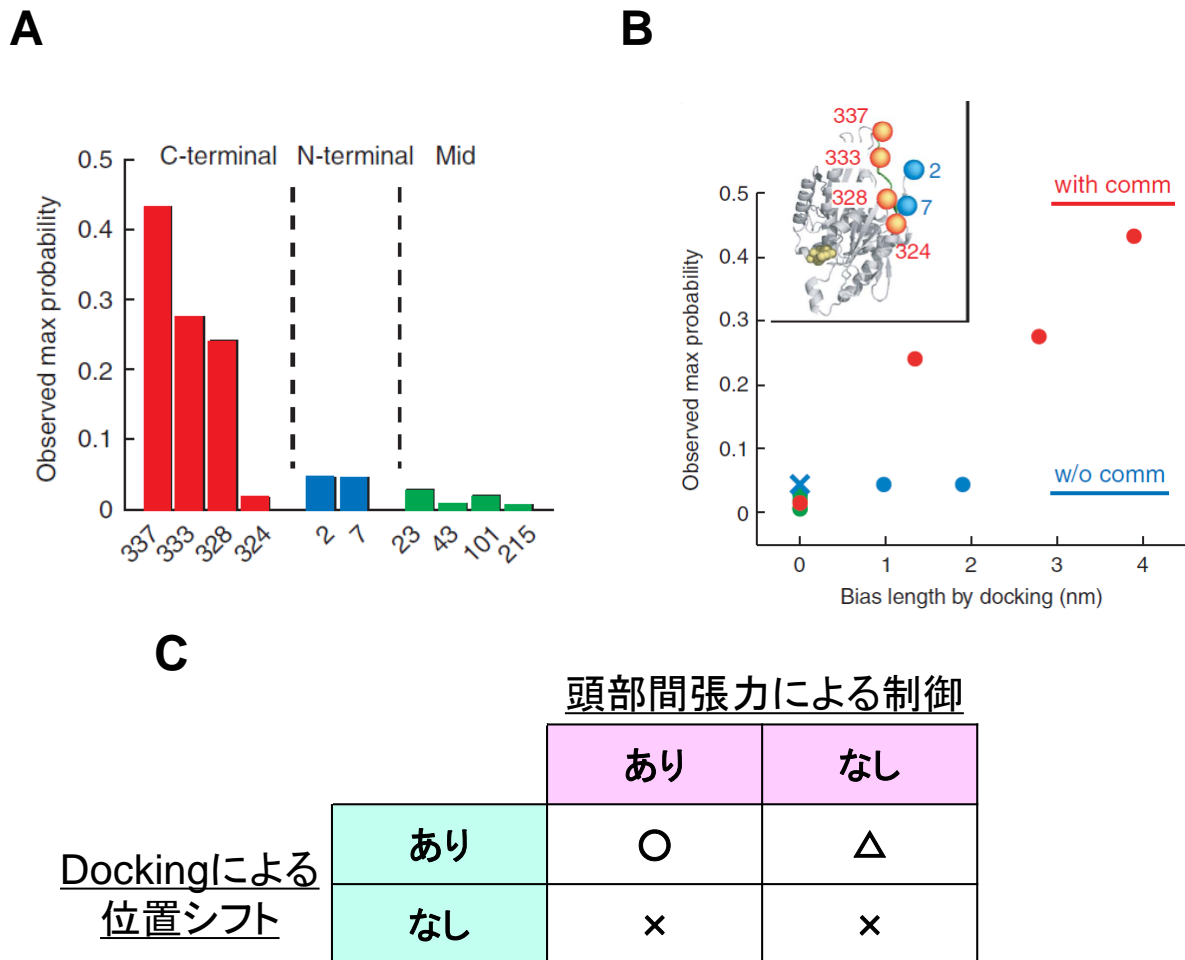 A
B
C-terminal N-terminal Mid
Observed max probability
0.5
0.4
0.3
0.2
0.1
0
337 333 328 324 2 7 23 43 101 215
337
333
328
324
2
7
with comm
w/o comm
Observed max probability
0.5
0.4
0.3
0.2
0.1
0
0 1 2 3 4
Bias length by docking (nm)
C
頭部間張力による制御
あり なし
Dockingによる
位置シフト
あり ○ △
なし × ×